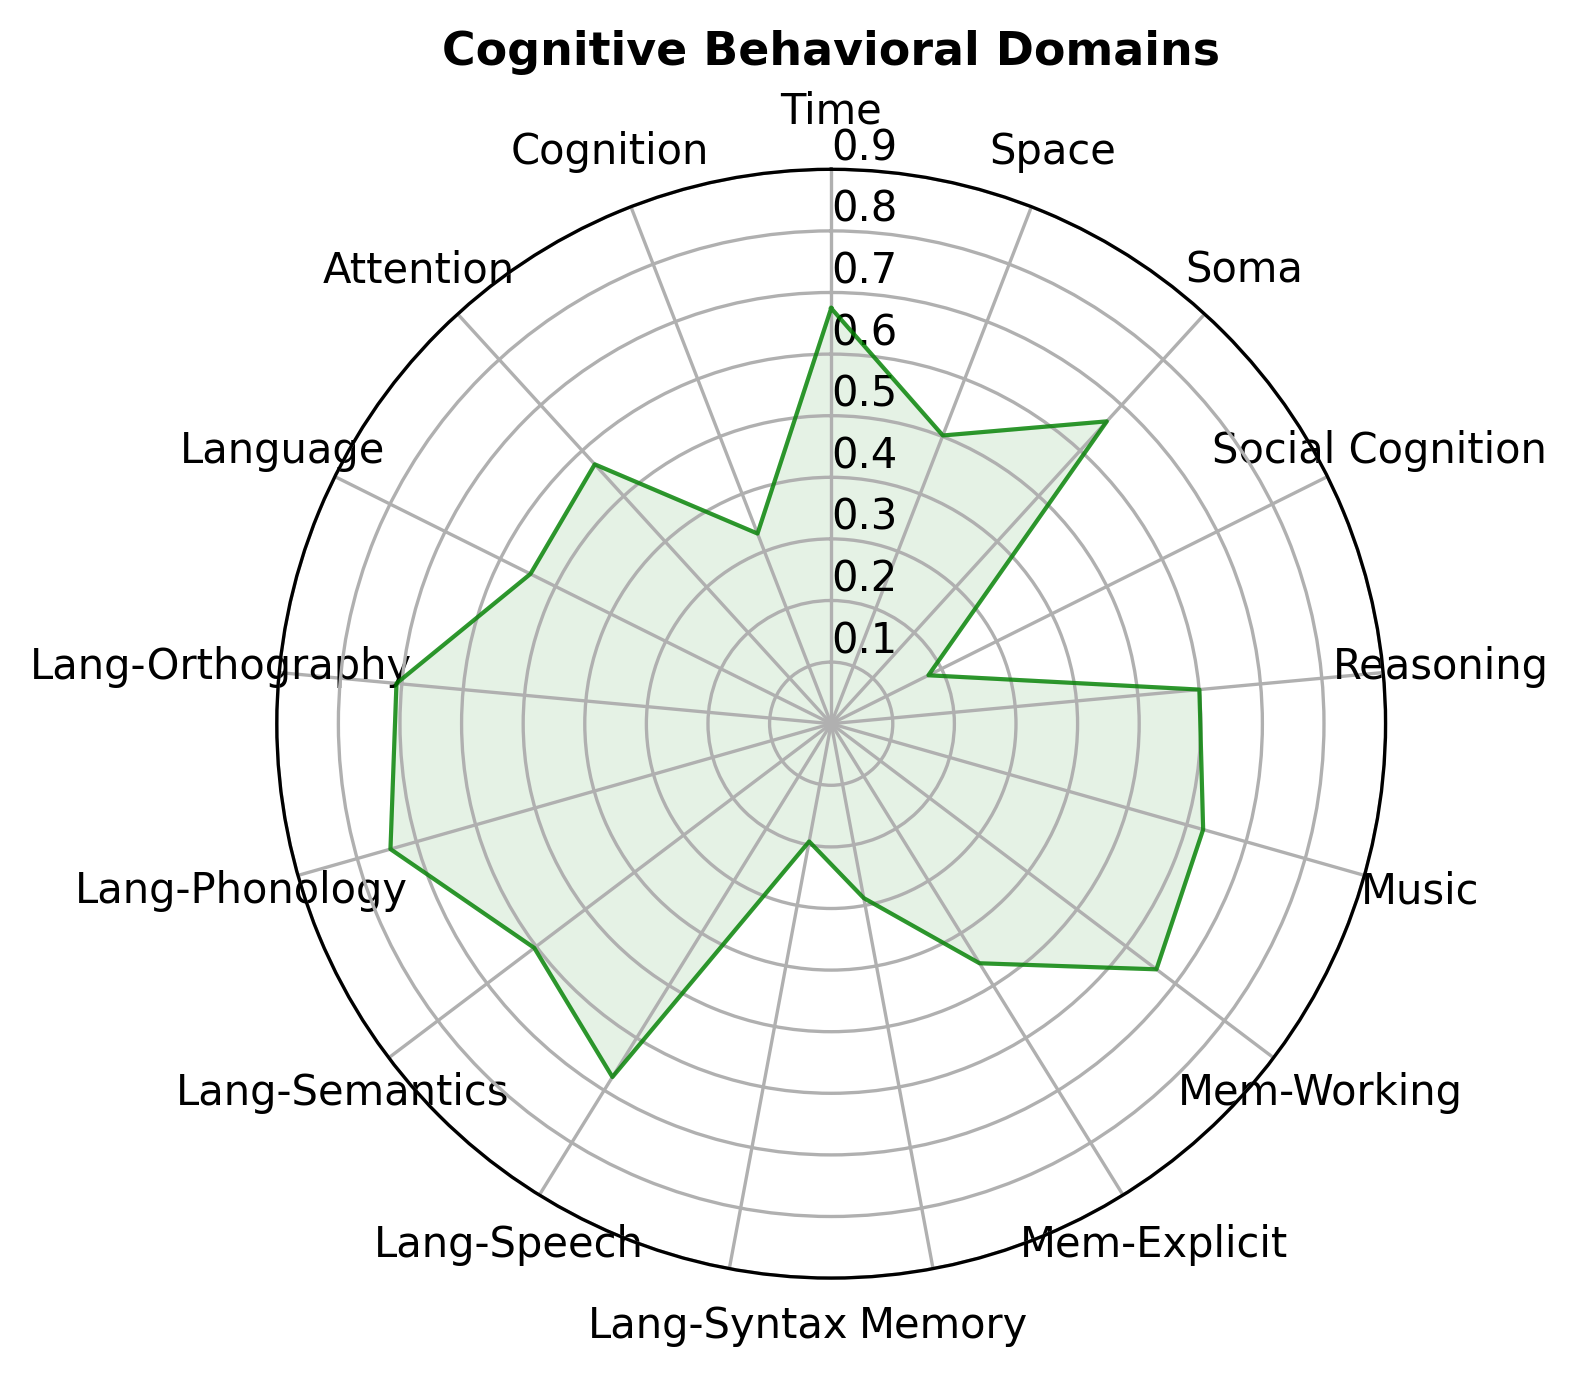 Cognitive Behavioral Domains
Time
0.9
Cognition
Space
0.8
Attention
0.7
Soma
0.6
0.5
Language
0.4
Social Cognition
0.3
0.2
0.1
Lang-Orthography
Reasoning
Lang-Phonology
Music
Lang-Semantics
Mem-Working
Lang-Speech
Mem-Explicit
Lang-Syntax
Memory